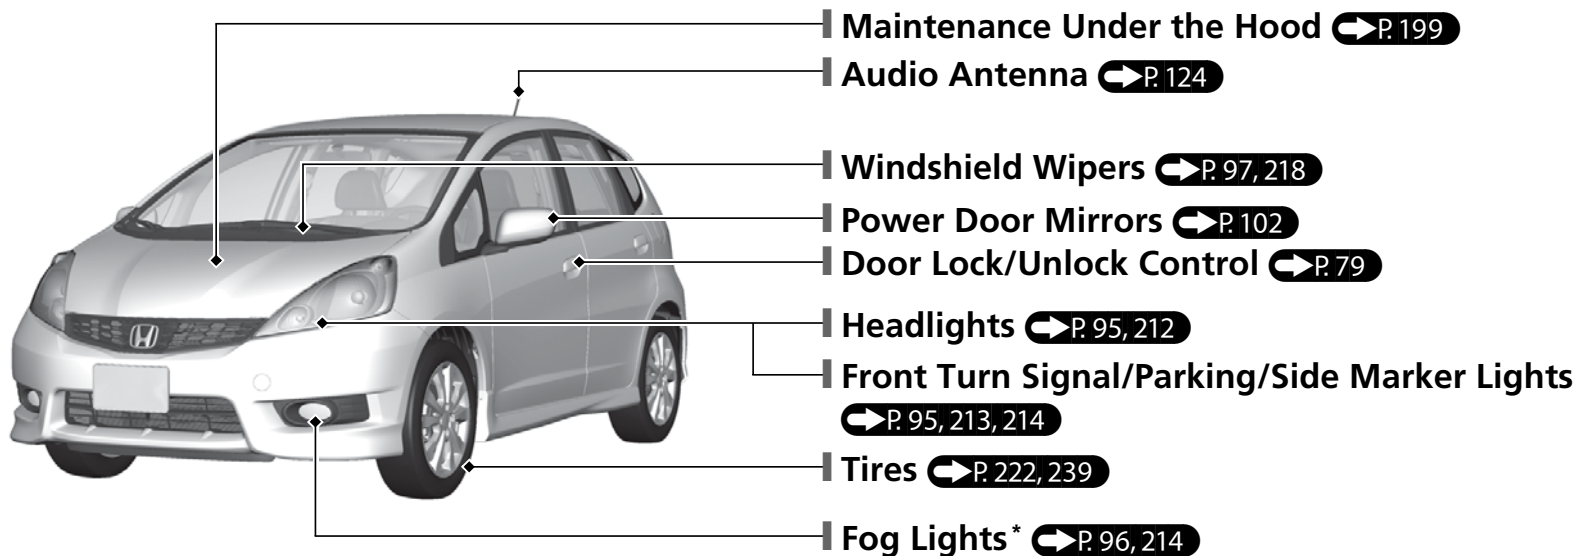 Maintenance Under the Hood P. 199
Audio Antenna P. 124
Windshield Wipers P. 97, 218
Power Door Mirrors P. 102
Door Lock/Unlock Control P. 79
Headlights P. 95, 212
Front Turn Signal/Parking/Side Marker Lights
P. 95, 213, 214
Tires P. 222, 239
Fog Lights* P. 96, 214